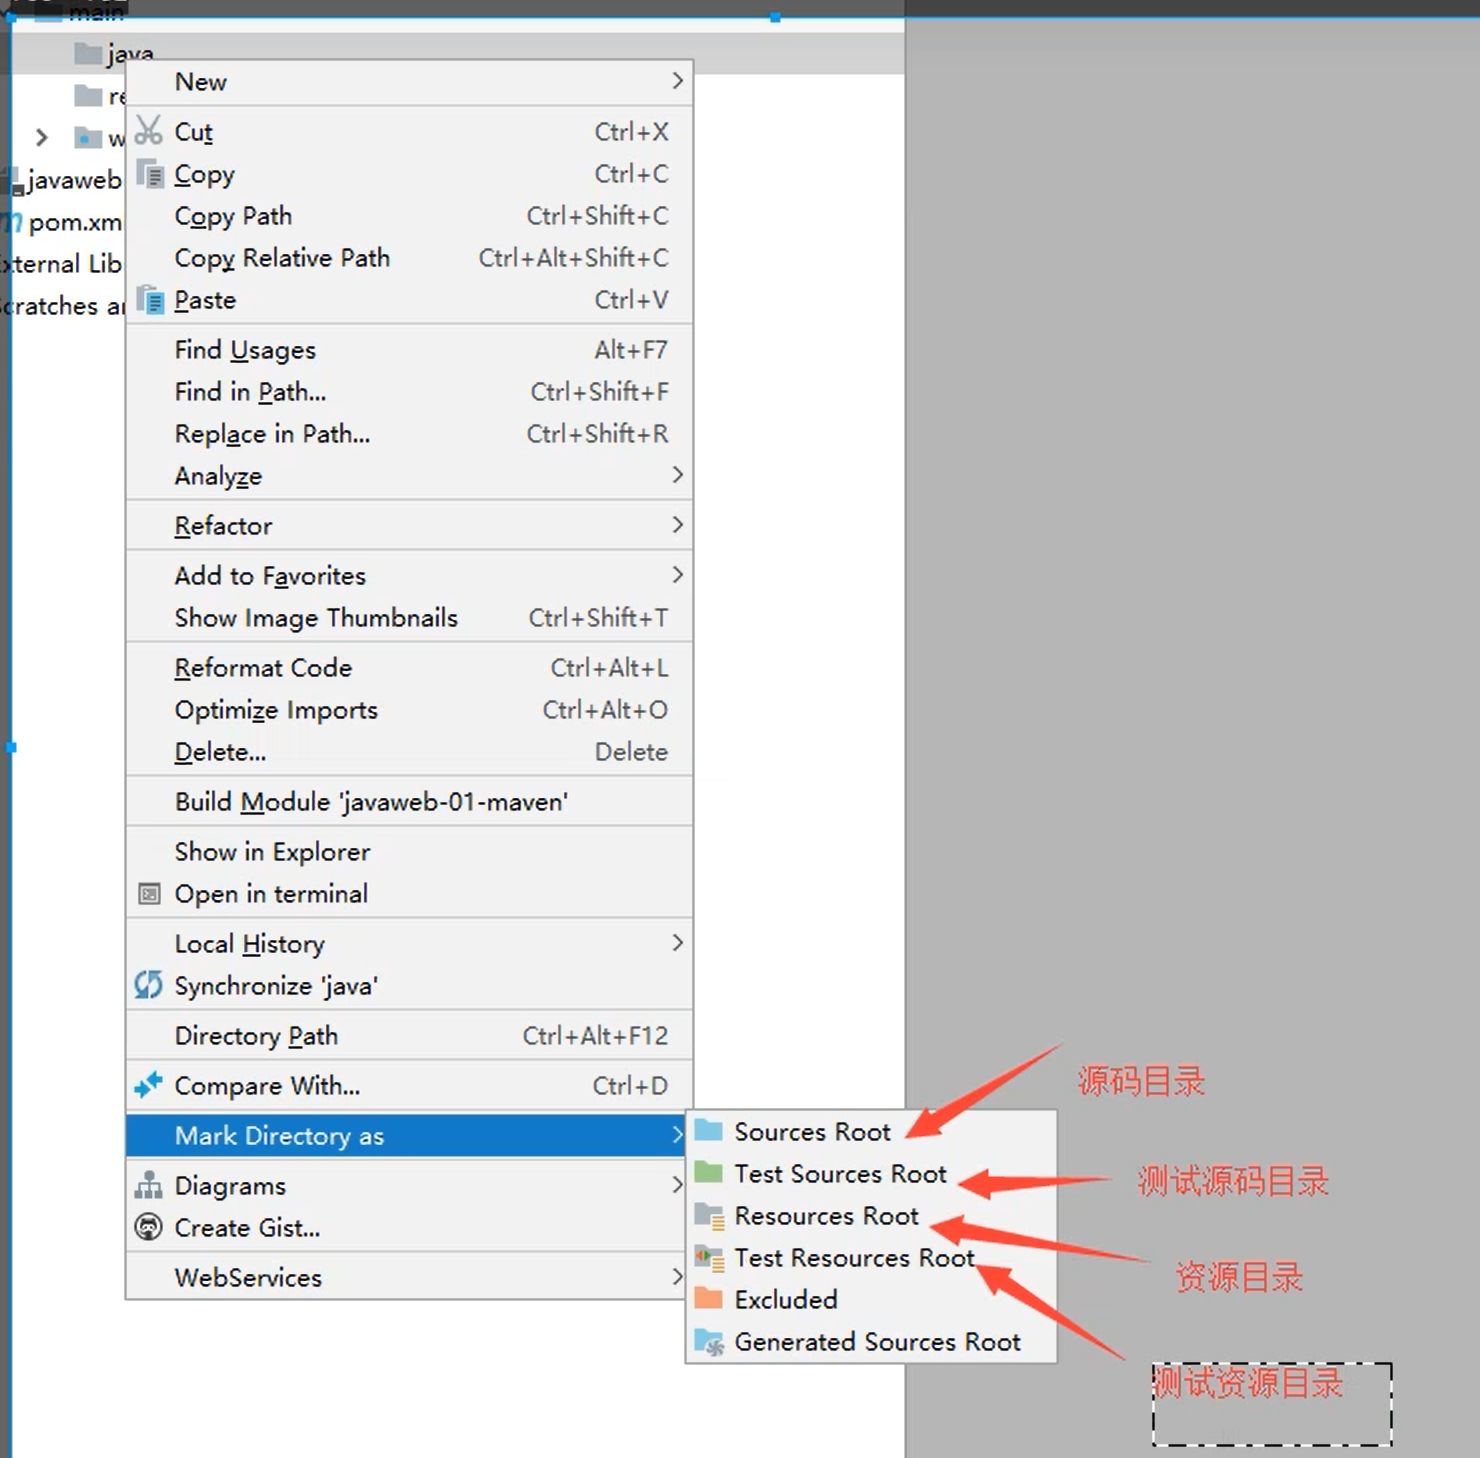 main
java
New
Cut Ctrl+X
Copy Ctrl+C
javaweb
Copy Path Ctrl+Shift+C
pom.xm
Copy Relative Path Ctrl+Alt+Shift+C
xternal Lib
Paste Ctrl+V
cratches a
Find Usages Alt+F7
Find in Path... Ctrl+Shift+F
Replace in Path... Ctrl+Shift+R
Analyze
Refactor
Add to Favorites
Show Image Thumbnails Ctrl+Shift+T
Reformat Code Ctrl+Alt+L
Optimize Imports Ctrl+Alt+O
Delete... Delete
Build Module 'javaweb-01-maven'
Show in Explorer
Open in terminal
Local History
Synchronize 'java'
Directory Path Ctrl+Alt+F12
Compare With... Ctrl+D
Mark Directory as
Diagrams
Create Gist...
WebServices
源码目录
Sources Root
测试源码目录
Test Sources Root
Resources Root
资源目录
Test Resources Root
Excluded
Generated Sources Root
测试资源目录